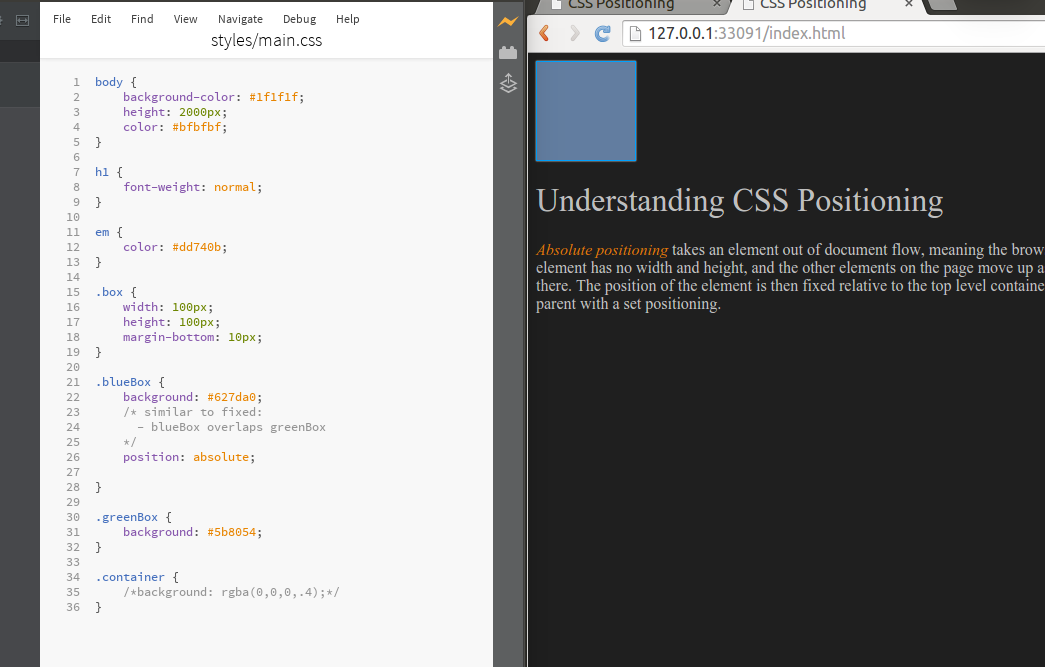 File Edit Find View Navigate Debug Help
styles/main.css
1 body {
2 background-color: #1f1f1f;
3 height: 2000px;
4 color: #bfbfbf;
5 }
6
7 h1 {
8 font-weight: normal;
9 }
10
11 em {
12 color: #dd740b;
13 }
14
15 .box {
16 width: 100px;
17 height: 100px;
18 margin-bottom: 10px;
19 }
20
21 .blueBox {
22 background: #627da0;
23 /* similar to fixed:
24 - blueBox overlaps greenBox
25 */
26 position: absolute;
27
28 }
29
30 .greenBox {
31 background: #5b8054;
32 }
33
34 .container {
35 /*background: rgba(0,0,0,.4);*/
36 }
CSS Positioning × CSS Positioning ×
127.0.0.1:33091/index.html
Understanding CSS Positioning
Absolute positioning takes an element out of document flow, meaning the brow
element has no width and height, and the other elements on the page move up a
there. The position of the element is then fixed relative to the top level containe
parent with a set positioning.